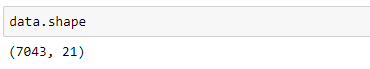 data.shape
(7043, 21)